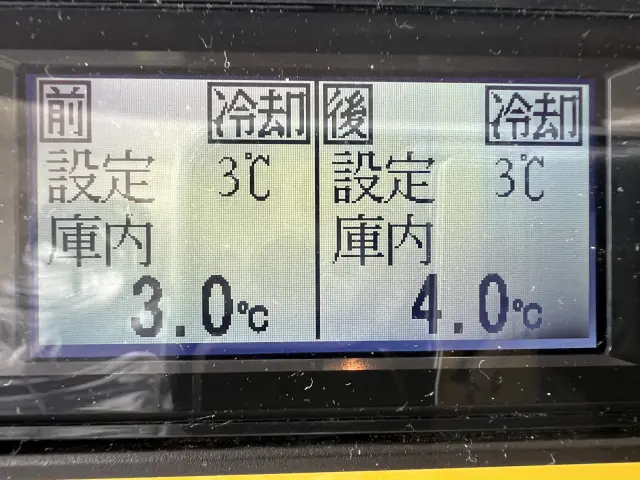 前 冷却
設定 3℃
庫内
3.0℃
後 冷却
設定 3℃
庫内
4.0℃